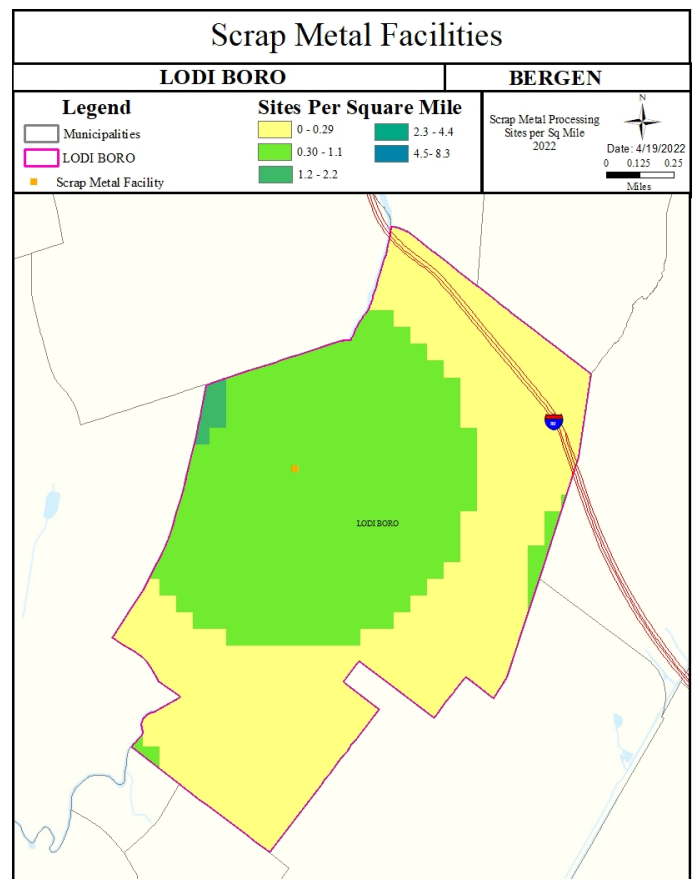 Scrap Metal Facilities
LODI BORO
BERGEN
Legend
Municipalities
LODI BORO
Scrap Metal Facility
Sites Per Square Mile
0 - 0.29
0.30 - 1.1
1.2 - 2.2
2.3 - 4.4
4.5- 8.3
Scrap Metal Processing
Sites per Sq Mile
2022
N
Date: 4/19/2022
0 0.125 0.25
Miles
80
LODI BORO